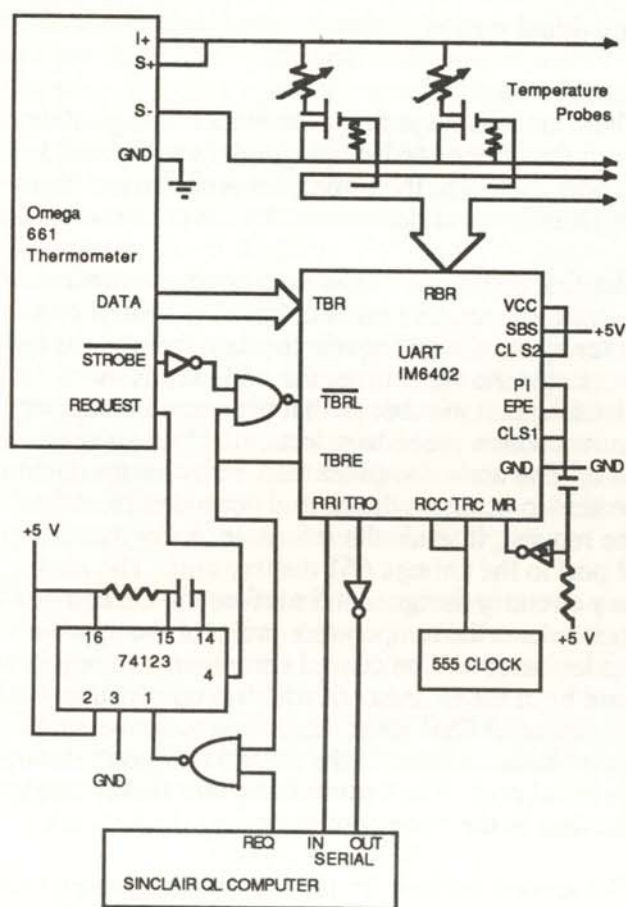 I+
S+
S-
GND
Temperature
Probes
Omega
661
Thermometer
DATA
STROBE
REQUEST
TBR
RBR
UART
IM6402
TBRL
TBRE
RRI TRO
RCC TRC MR
VCC
SBS
CLS2
+5V
PI
EPE
CLS1
GND
GND
+5 V
16
15
14
74123
4
2 3 1
GND
555 CLOCK
+5
REQ IN OUT
SERIAL
SINCLAIR QL COMPUTER